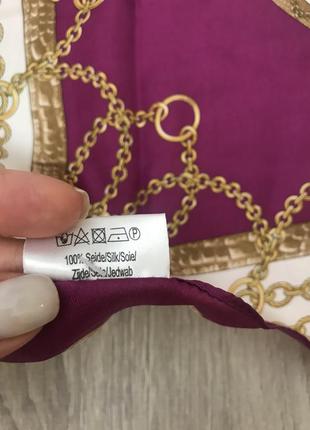 P
100% Seide/Silk/Soie/
Zijde/Seta/Jedwab